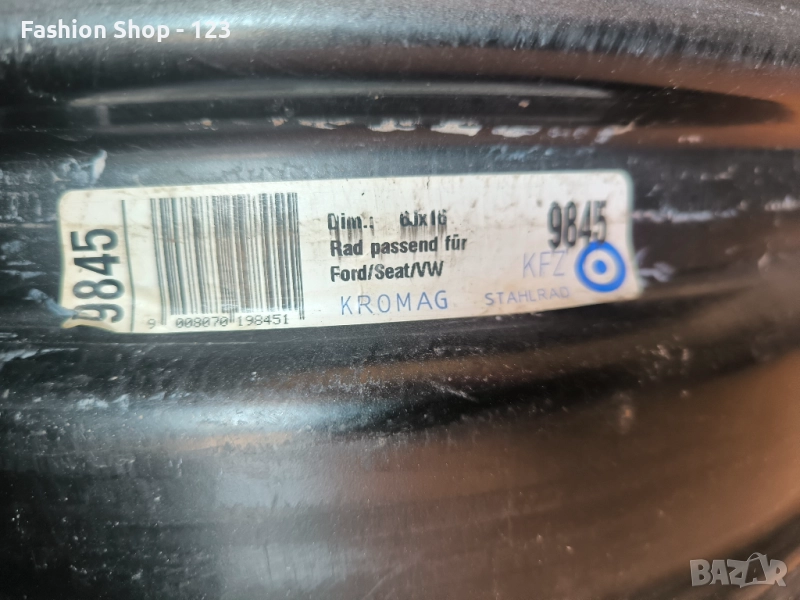 Fashion Shop - 123
9845
9 008070 198451
Dim.: 6Jx16
Rad passend für
Ford/Seat/VW
KROMAG
9845
KFZ
STAHLRAD
BAZAR